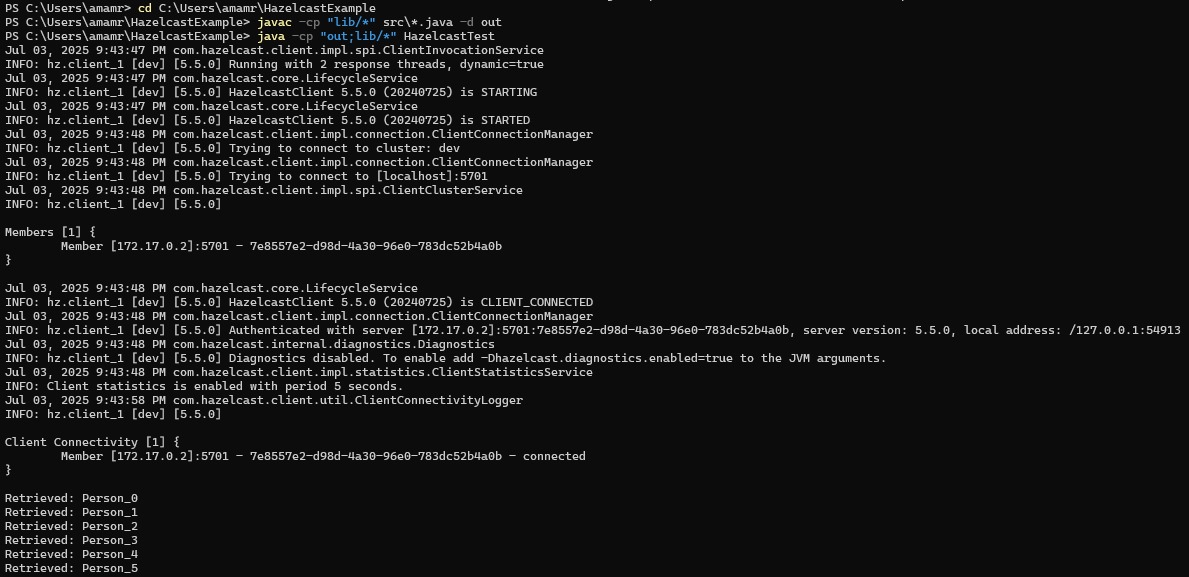 PS C:\Users\amamr> cd C:\Users\amamr\HazelcastExample
PS C:\Users\amamr\HazelcastExample> javac -cp "lib/*" src\*.java -d out
PS C:\Users\amamr\HazelcastExample> java -cp "out;lib/*" HazelcastTest
Jul 03, 2025 9:43:47 PM com.hazelcast.client.impl.spi.ClientInvocationService
INFO: hz.client_1 [dev] [5.5.0] Running with 2 response threads, dynamic=true
Jul 03, 2025 9:43:47 PM com.hazelcast.core.LifecycleService
INFO: hz.client_1 [dev] [5.5.0] HazelcastClient 5.5.0 (20240725) is STARTING
Jul 03, 2025 9:43:47 PM com.hazelcast.core.LifecycleService
INFO: hz.client_1 [dev] [5.5.0] HazelcastClient 5.5.0 (20240725) is STARTED
Jul 03, 2025 9:43:48 PM com.hazelcast.client.impl.connection.ClientConnectionManager
INFO: hz.client_1 [dev] [5.5.0] Trying to connect to cluster: dev
Jul 03, 2025 9:43:48 PM com.hazelcast.client.impl.connection.ClientConnectionManager
INFO: hz.client_1 [dev] [5.5.0] Trying to connect to [localhost]:5701
Jul 03, 2025 9:43:48 PM com.hazelcast.client.impl.spi.ClientClusterService
INFO: hz.client_1 [dev] [5.5.0]

Members [1] {
        Member [172.17.0.2]:5701 - 7e8557e2-d98d-4a30-96e0-783dc52b4a0b
}

Jul 03, 2025 9:43:48 PM com.hazelcast.core.LifecycleService
INFO: hz.client_1 [dev] [5.5.0] HazelcastClient 5.5.0 (20240725) is CLIENT_CONNECTED
Jul 03, 2025 9:43:48 PM com.hazelcast.client.impl.connection.ClientConnectionManager
INFO: hz.client_1 [dev] [5.5.0] Authenticated with server [172.17.0.2]:5701:7e8557e2-d98d-4a30-96e0-783dc52b4a0b, server version: 5.5.0, local address: /127.0.0.1:54913
Jul 03, 2025 9:43:48 PM com.hazelcast.internal.diagnostics.Diagnostics
INFO: hz.client_1 [dev] [5.5.0] Diagnostics disabled. To enable add -Dhazelcast.diagnostics.enabled=true to the JVM arguments.
Jul 03, 2025 9:43:48 PM com.hazelcast.client.impl.statistics.ClientStatisticsService
INFO: Client statistics is enabled with period 5 seconds.
Jul 03, 2025 9:43:58 PM com.hazelcast.client.util.ClientConnectivityLogger
INFO: hz.client_1 [dev] [5.5.0]

Client Connectivity [1] {
        Member [172.17.0.2]:5701 - 7e8557e2-d98d-4a30-96e0-783dc52b4a0b - connected
}

Retrieved: Person_0
Retrieved: Person_1
Retrieved: Person_2
Retrieved: Person_3
Retrieved: Person_4
Retrieved: Person_5